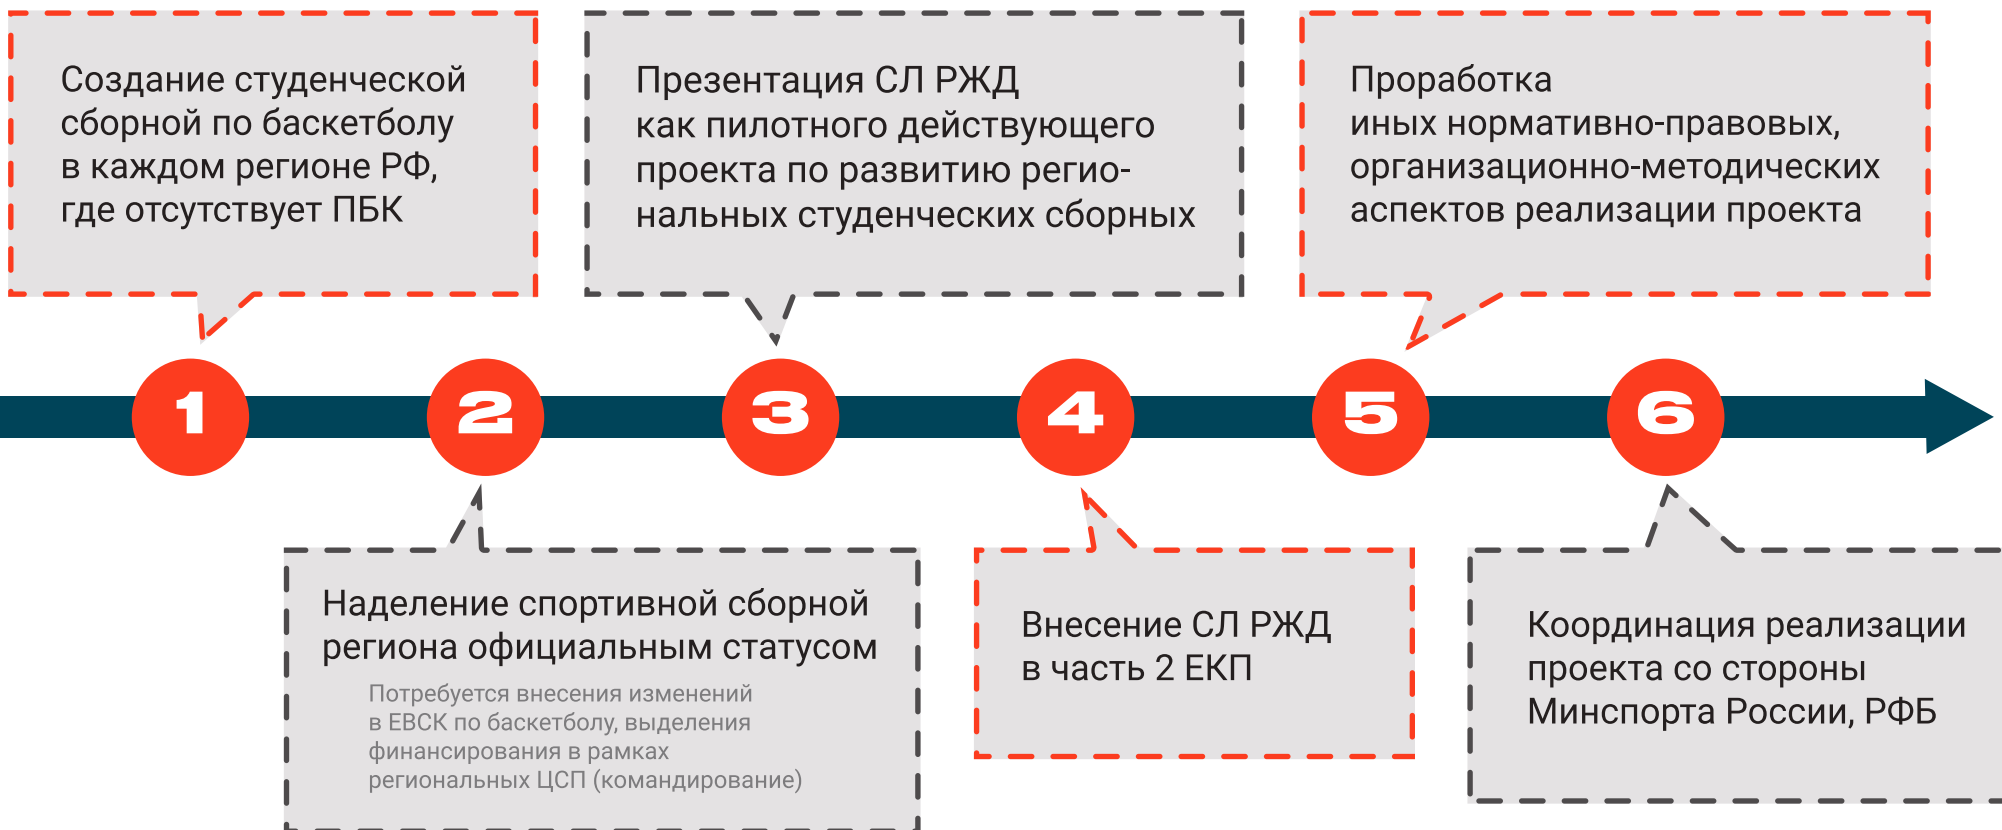 Создание студенческой
сборной по баскетболу
в каждом регионе РФ,
где отсутствует ПБК
Презентация СЛ РЖД
как пилотного действующего
проекта по развитию регио-
нальных студенческих сборных
Проработка
иных нормативно-правовых,
организационно-методических
аспектов реализации проекта
1
2
3
4
5
6
Наделение спортивной сборной
региона официальным статусом
Потребуется внесения изменений
в ЕВСК по баскетболу, выделения
финансирования в рамках
региональных ЦСП (командирование)
Внесение СЛ РЖД
в часть 2 ЕКП
Координация реализации
проекта со стороны
Минспорта России, РФБ